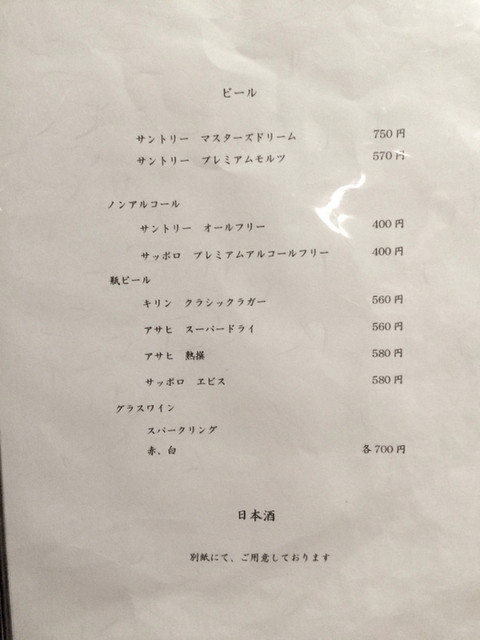 ビール
サントリー　マスターズドリーム　750円
サントリー　プレミアムモルツ　570円
ノンアルコール
サントリー　オールフリー　400円
サッポロ　プレミアムアルコールフリー　400円
瓶ビール
キリン　クラシックラガー　560円
アサヒ　スーパードライ　560円
アサヒ　熟撰　580円
サッポロ　ヱビス　580円
グラスワイン
スパークリング
赤、白　各700円
日本酒
別紙にて、ご用意しております